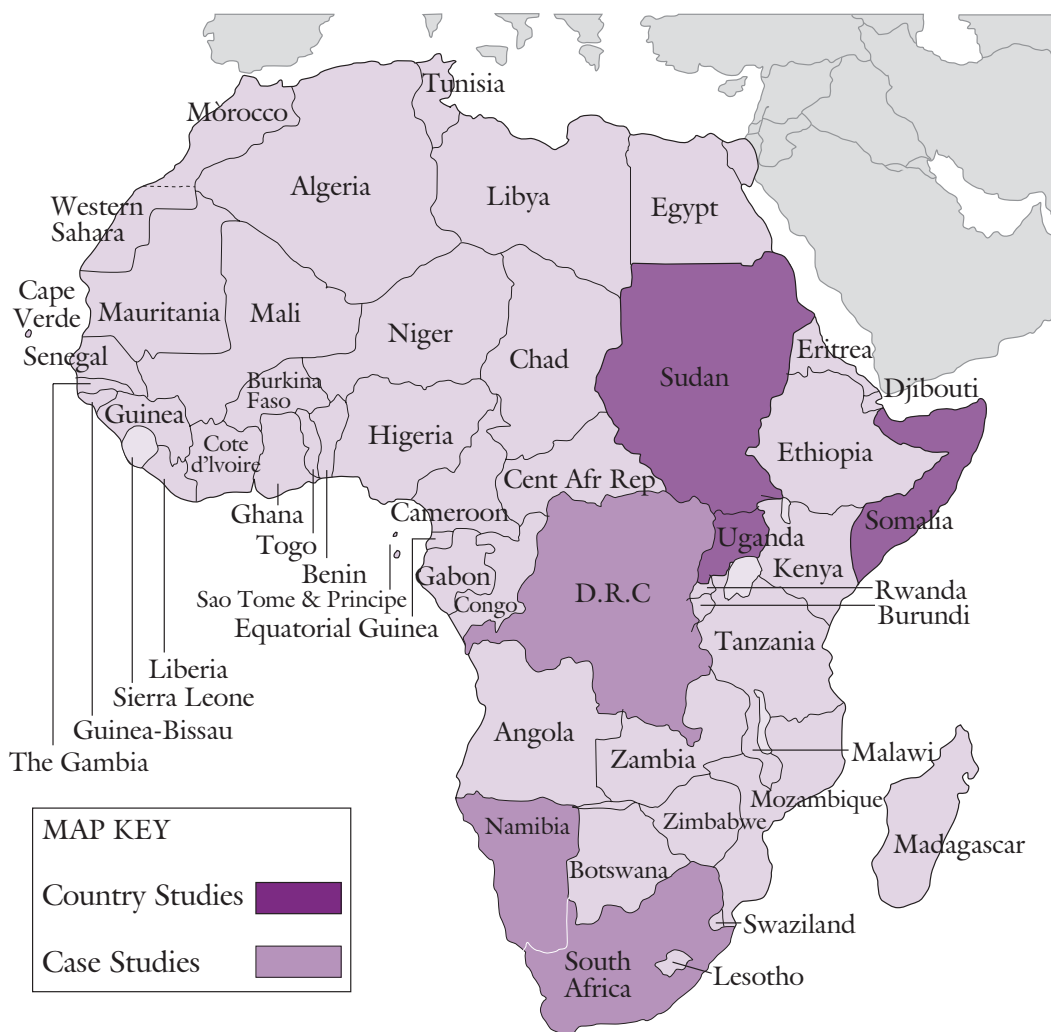 Tunisia
Morocco
Algeria
Libya
Egypt
Western
Sahara
Cape
Verde
Mauritania
Mali
Niger
Chad
Sudan
Eritrea
Djibouti
Senegal
Burkina
Faso
Guinea
Cote
d'lvoire
Higeria
Ethiopia
Cent Afr Rep
Somalia
Ghana
Togo
Benin
Cameroon
Uganda
Kenya
Gabon
Congo
D.R.C
Rwanda
Burundi
Sao Tome & Principe
Equatorial Guinea
Tanzania
Liberia
Sierra Leone
Guinea-Bissau
The Gambia
Angola
Zambia
Malawi
Mozambique
Zimbabwe
Namibia
Botswana
Madagascar
Swaziland
South
Africa
Lesotho
MAP KEY
Country Studies
Case Studies